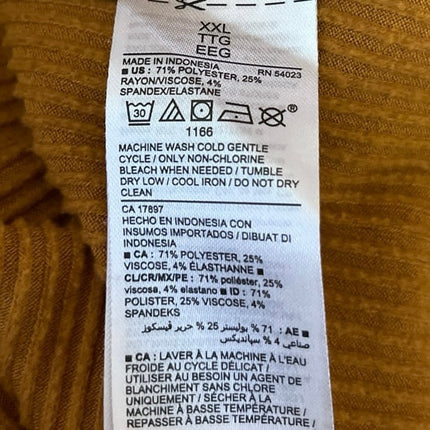 XXL
TTG
EEG
MADE IN INDONESIA
■ US : 71% POLYESTER, 25% RN 54023
RAYON/VISCOSE, 4%
SPANDEX/ELASTANE
30
®
1166
MACHINE WASH COLD GENTLE
CYCLE / ONLY NON-CHLORINE
BLEACH WHEN NEEDED / TUMBLE
DRY LOW / COOL IRON / DO NOT DRY
CLEAN
CA 17897
HECHO EN INDONESIA CON
INSUMOS IMPORTADOS / DIBUAT DI
INDONESIA
■ CA : 71% POLYESTER, 25%
VISCOSE, 4% ÉLASTHANNE ■
CL/CR/MX/PE : 71% poliéster, 25%
viscosa, 4% elastano ■ ID : 71%
POLISTER, 25% VISCOSE, 4%
SPANDEKS
■ AE : 71 % بوليستر 25 % حرير فيسكوز
صناعي 4 % سباندیکس
■ CA : LAVER À LA MACHINE À L'EAU
FROIDE AU CYCLE DÉLICAT /
UTILISER AU BESOIN UN AGENT DE
BLANCHIMENT SANS CHLORE
UNIQUEMENT / SÉCHER À LA
MACHINE À BASSE TEMPÉRATURE /
REPASSER À BASSE TEMPÉRATURE /